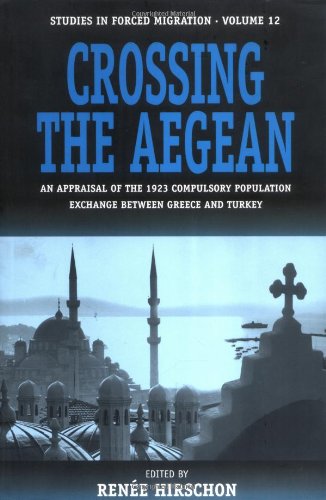 STUDIES IN FORCED MIGRATION · VOLUME 12
CROSSING
THE AEGEAN
AN APPRAISAL OF THE 1923 COMPULSORY POPULATION
EXCHANGE BETWEEN GREECE AND TURKEY
EDITED BY
RENÉE HIRSCHON